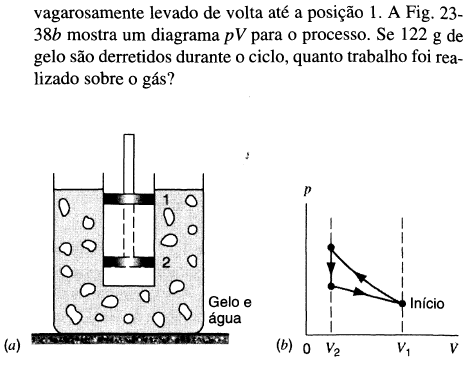 vagarosamente levado de volta até a posição 1. A Fig. 23-
38b mostra um diagrama pV para o processo. Se 122 g de
gelo são derretidos durante o ciclo, quanto trabalho foi rea-
lizado sobre o gás?
1
2
Gelo e
água
(a)
p
Início
(b) 0 V₂ V₁ V